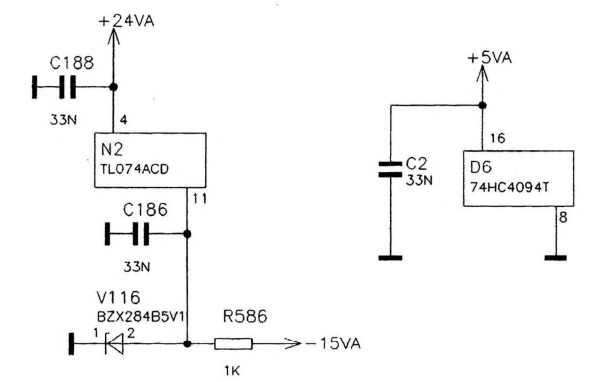 +24VA
C188
33N
4
N2
TL074ACD
11
C186
33N
V116
BZX284B5V1
1 2
R586
1K
-15VA
+5VA
16
C2
33N
D6
74HC4094T
8